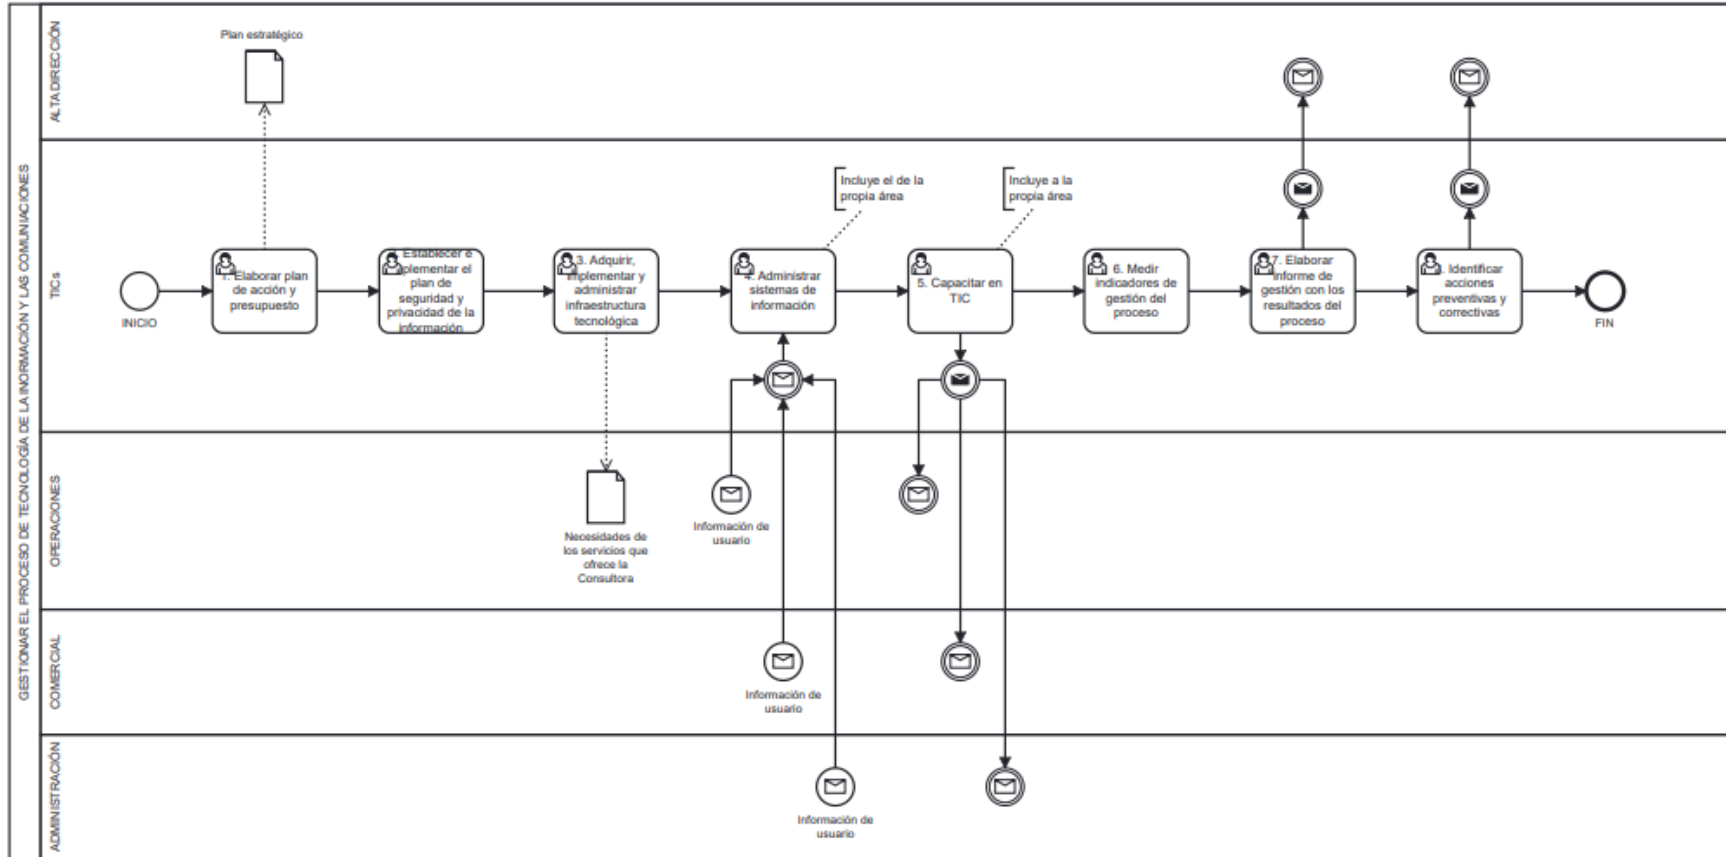 GESTIONAR EL PROCESO DE TECNOLOGÍA DE LA INORMACIÓN Y LAS COMUNIACIONES
ALTA DIRECCIÓN
Plan estratégico
TICs
INICIO
1. Elaborar plan
de acción y
presupuesto
Establecer e
plementar el
plan de
seguridad y
privacidad de la
información
3. Adquirir,
implementar y
administrar
infraestructura
tecnológica
Incluye el de la
propia área
4. Administrar
sistemas de
información
Incluye a la
propia área
5. Capacitar en
TIC
6. Medir
indicadores de
gestión del
proceso
7. Elaborar
informe de
gestión con los
resultados del
proceso
. Identificar
acciones
preventivas y
correctivas
FIN
OPERACIONES
Necesidades de
los servicios que
ofrece la
Consultora
Información de
usuario
COMERCIAL
Información de
usuario
ADMINISTRACIÓN
Información de
usuario